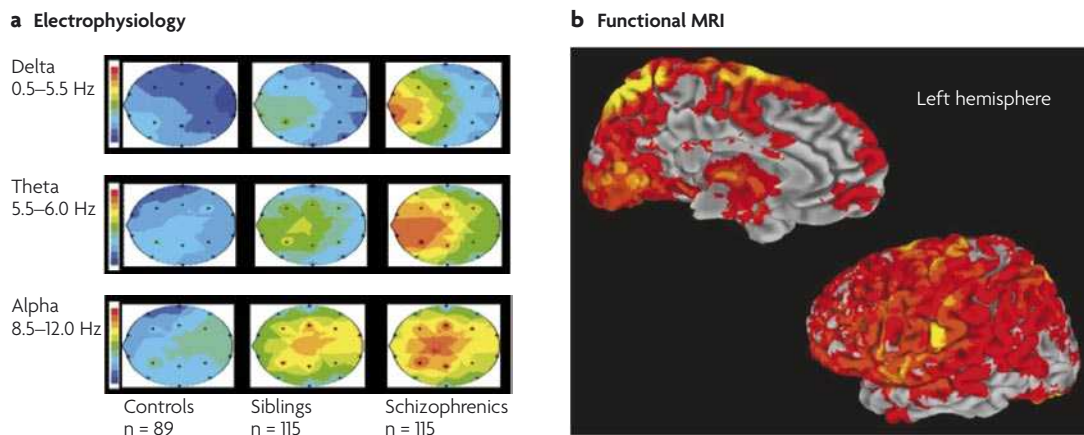 a Electrophysiology
Delta
0.5–5.5 Hz
Theta
5.5–6.0 Hz
Alpha
8.5–12.0 Hz
Controls
n = 89
Siblings
n = 115
Schizophrenics
n = 115
b Functional MRI
Left hemisphere